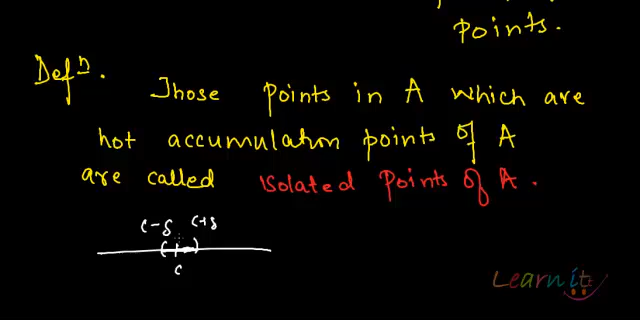 points.
Defn. Those points in A which are
not accumulation points of A
are called isolated points of A.
c-δ c+δ
( )
c
Learnit